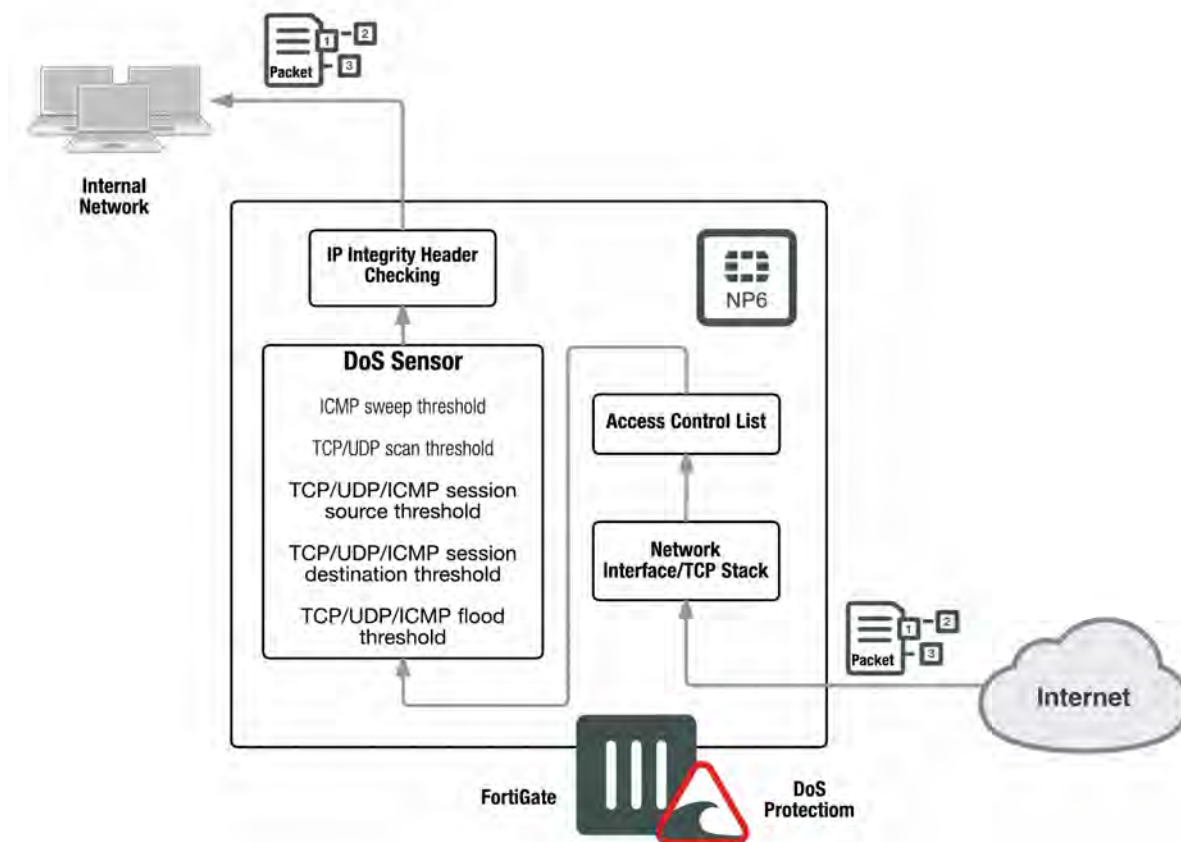 1
2
3
Packet
Internal
Network
IP Integrity Header
Checking
NP6
DoS Sensor
ICMP sweep threshold
TCP/UDP scan threshold
TCP/UDP/ICMP session
source threshold
TCP/UDP/ICMP session
destination threshold
TCP/UDP/ICMP flood
threshold
Access Control List
Network
Interface/TCP Stack
1
2
3
Packet
Internet
FortiGate
DoS
Protectiom